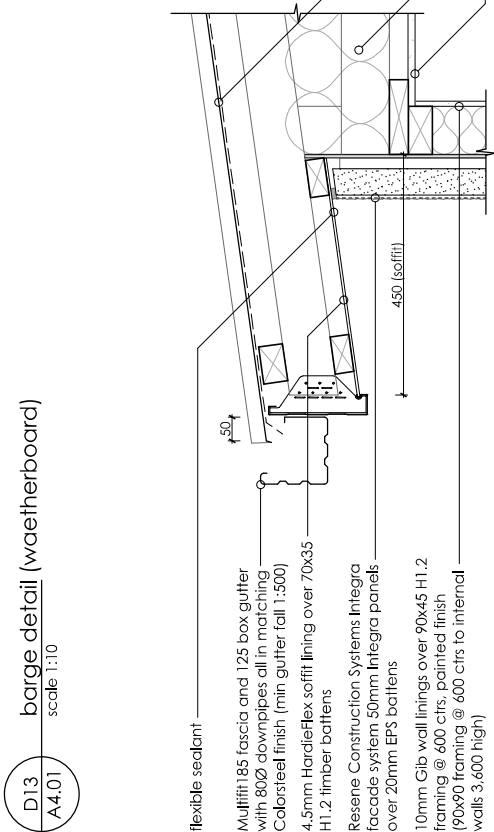 D13
A4.01
barge detail (waetherboard)
scale 1:10
flexible sealant
Multifit185 fascia and 125 box gutter
with 80Ø downpipes all in matching
Colorsteel finish (min gutter fall 1:500)
4.5mm HardieFlex soffit lining over 70x35
H1.2 timber battens
Resene Construction Systems Integra
facade system 50mm Integra panels
over 20mm EPS battens
10mm Gib wall linings over 90x45 H1.2
framing @ 600 ctrs, painted finish
(90x90 framing @ 600 ctrs to internal
walls 3,600 high)
50
450 (soffit)